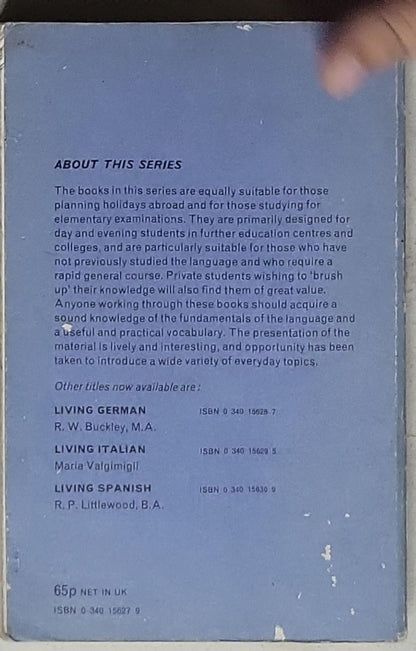 ABOUT THIS SERIES
The books in this series are equally suitable for those
planning holidays abroad and for those studying for
elementary examinations. They are primarily designed for
day and evening students in further education centres and
colleges, and are particularly suitable for those who have
not previously studied the language and who require a
rapid general course. Private students wishing to 'brush
up' their knowledge will also find them of great value.
Anyone working through these books should acquire a
sound knowledge of the fundamentals of the language and
a useful and practical vocabulary. The presentation of the
material is lively and interesting, and opportunity has been
taken to introduce a wide variety of everyday topics.
Other titles now available are:
LIVING GERMAN ISBN 0 340 15628 7
R. W. Buckley, M.A.
LIVING ITALIAN ISBN 0 340 15629 5
Maria Valgimigli
LIVING SPANISH ISBN 0 340 15630 9
R. P. Littlewood, B.A.
65p NET IN UK
ISBN 0 340 15627 9